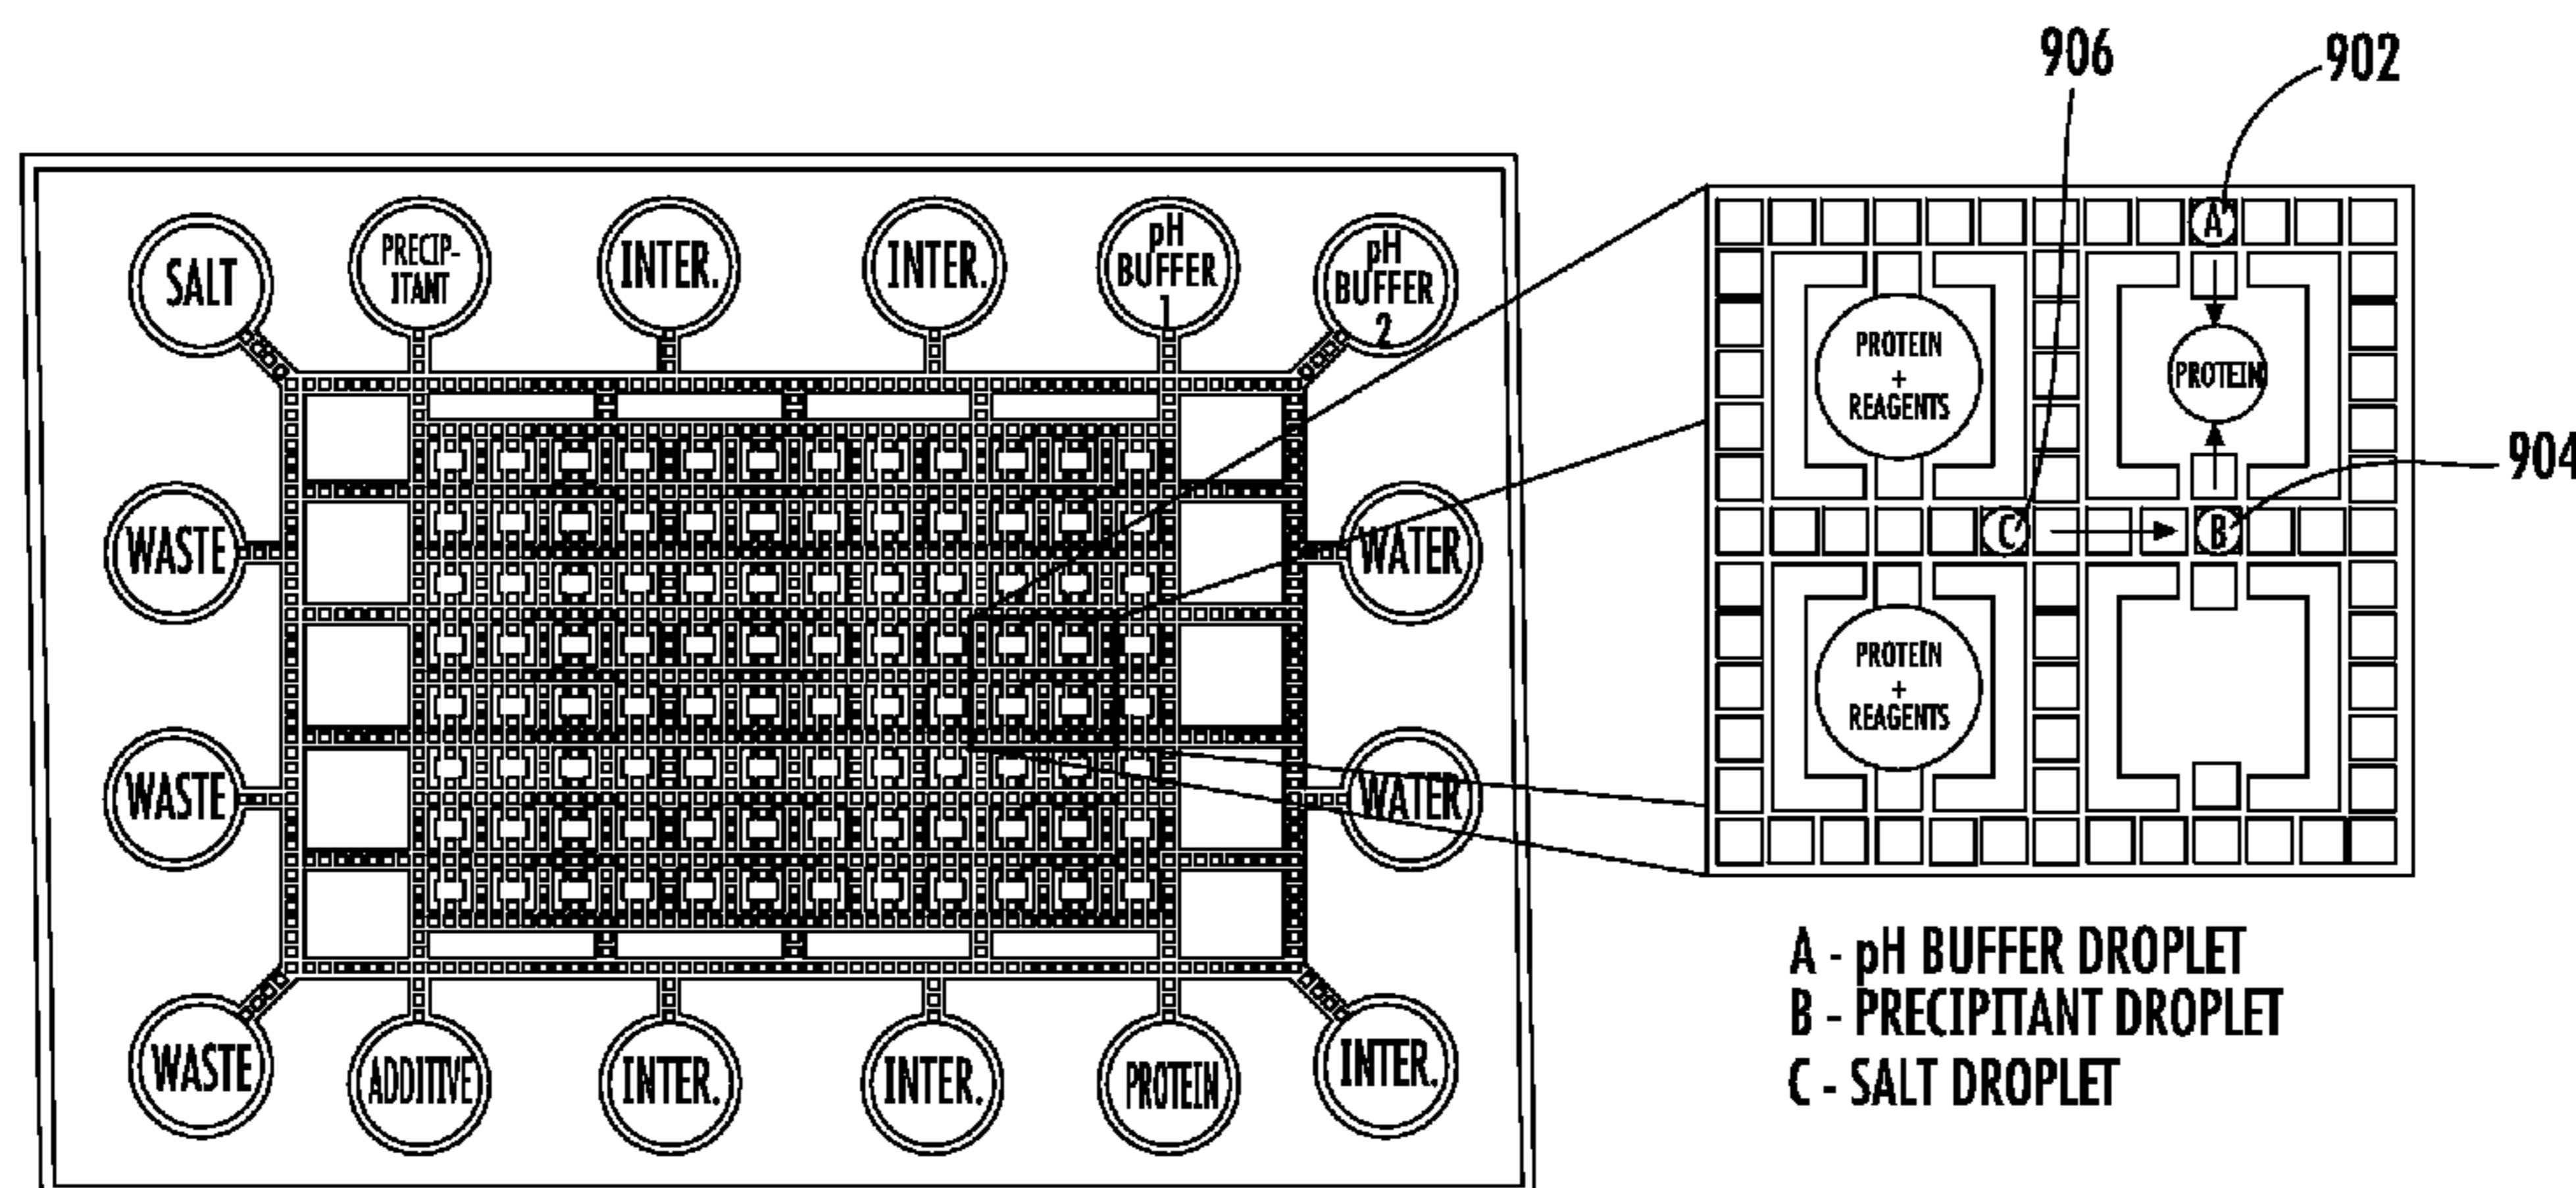 906
902
SALT
PRECIP-
ITANT
INTER.
INTER.
pH
BUFFER
1
pH
BUFFER
2
WASTE
WATER
WASTE
WATER
WASTE
ADDITIVE
INTER.
INTER.
PROTEIN
INTER.
A
PROTEIN
+
REAGENTS
PROTEIN
904
C
B
PROTEIN
+
REAGENTS
A - pH BUFFER DROPLET
B - PRECIPITANT DROPLET
C - SALT DROPLET